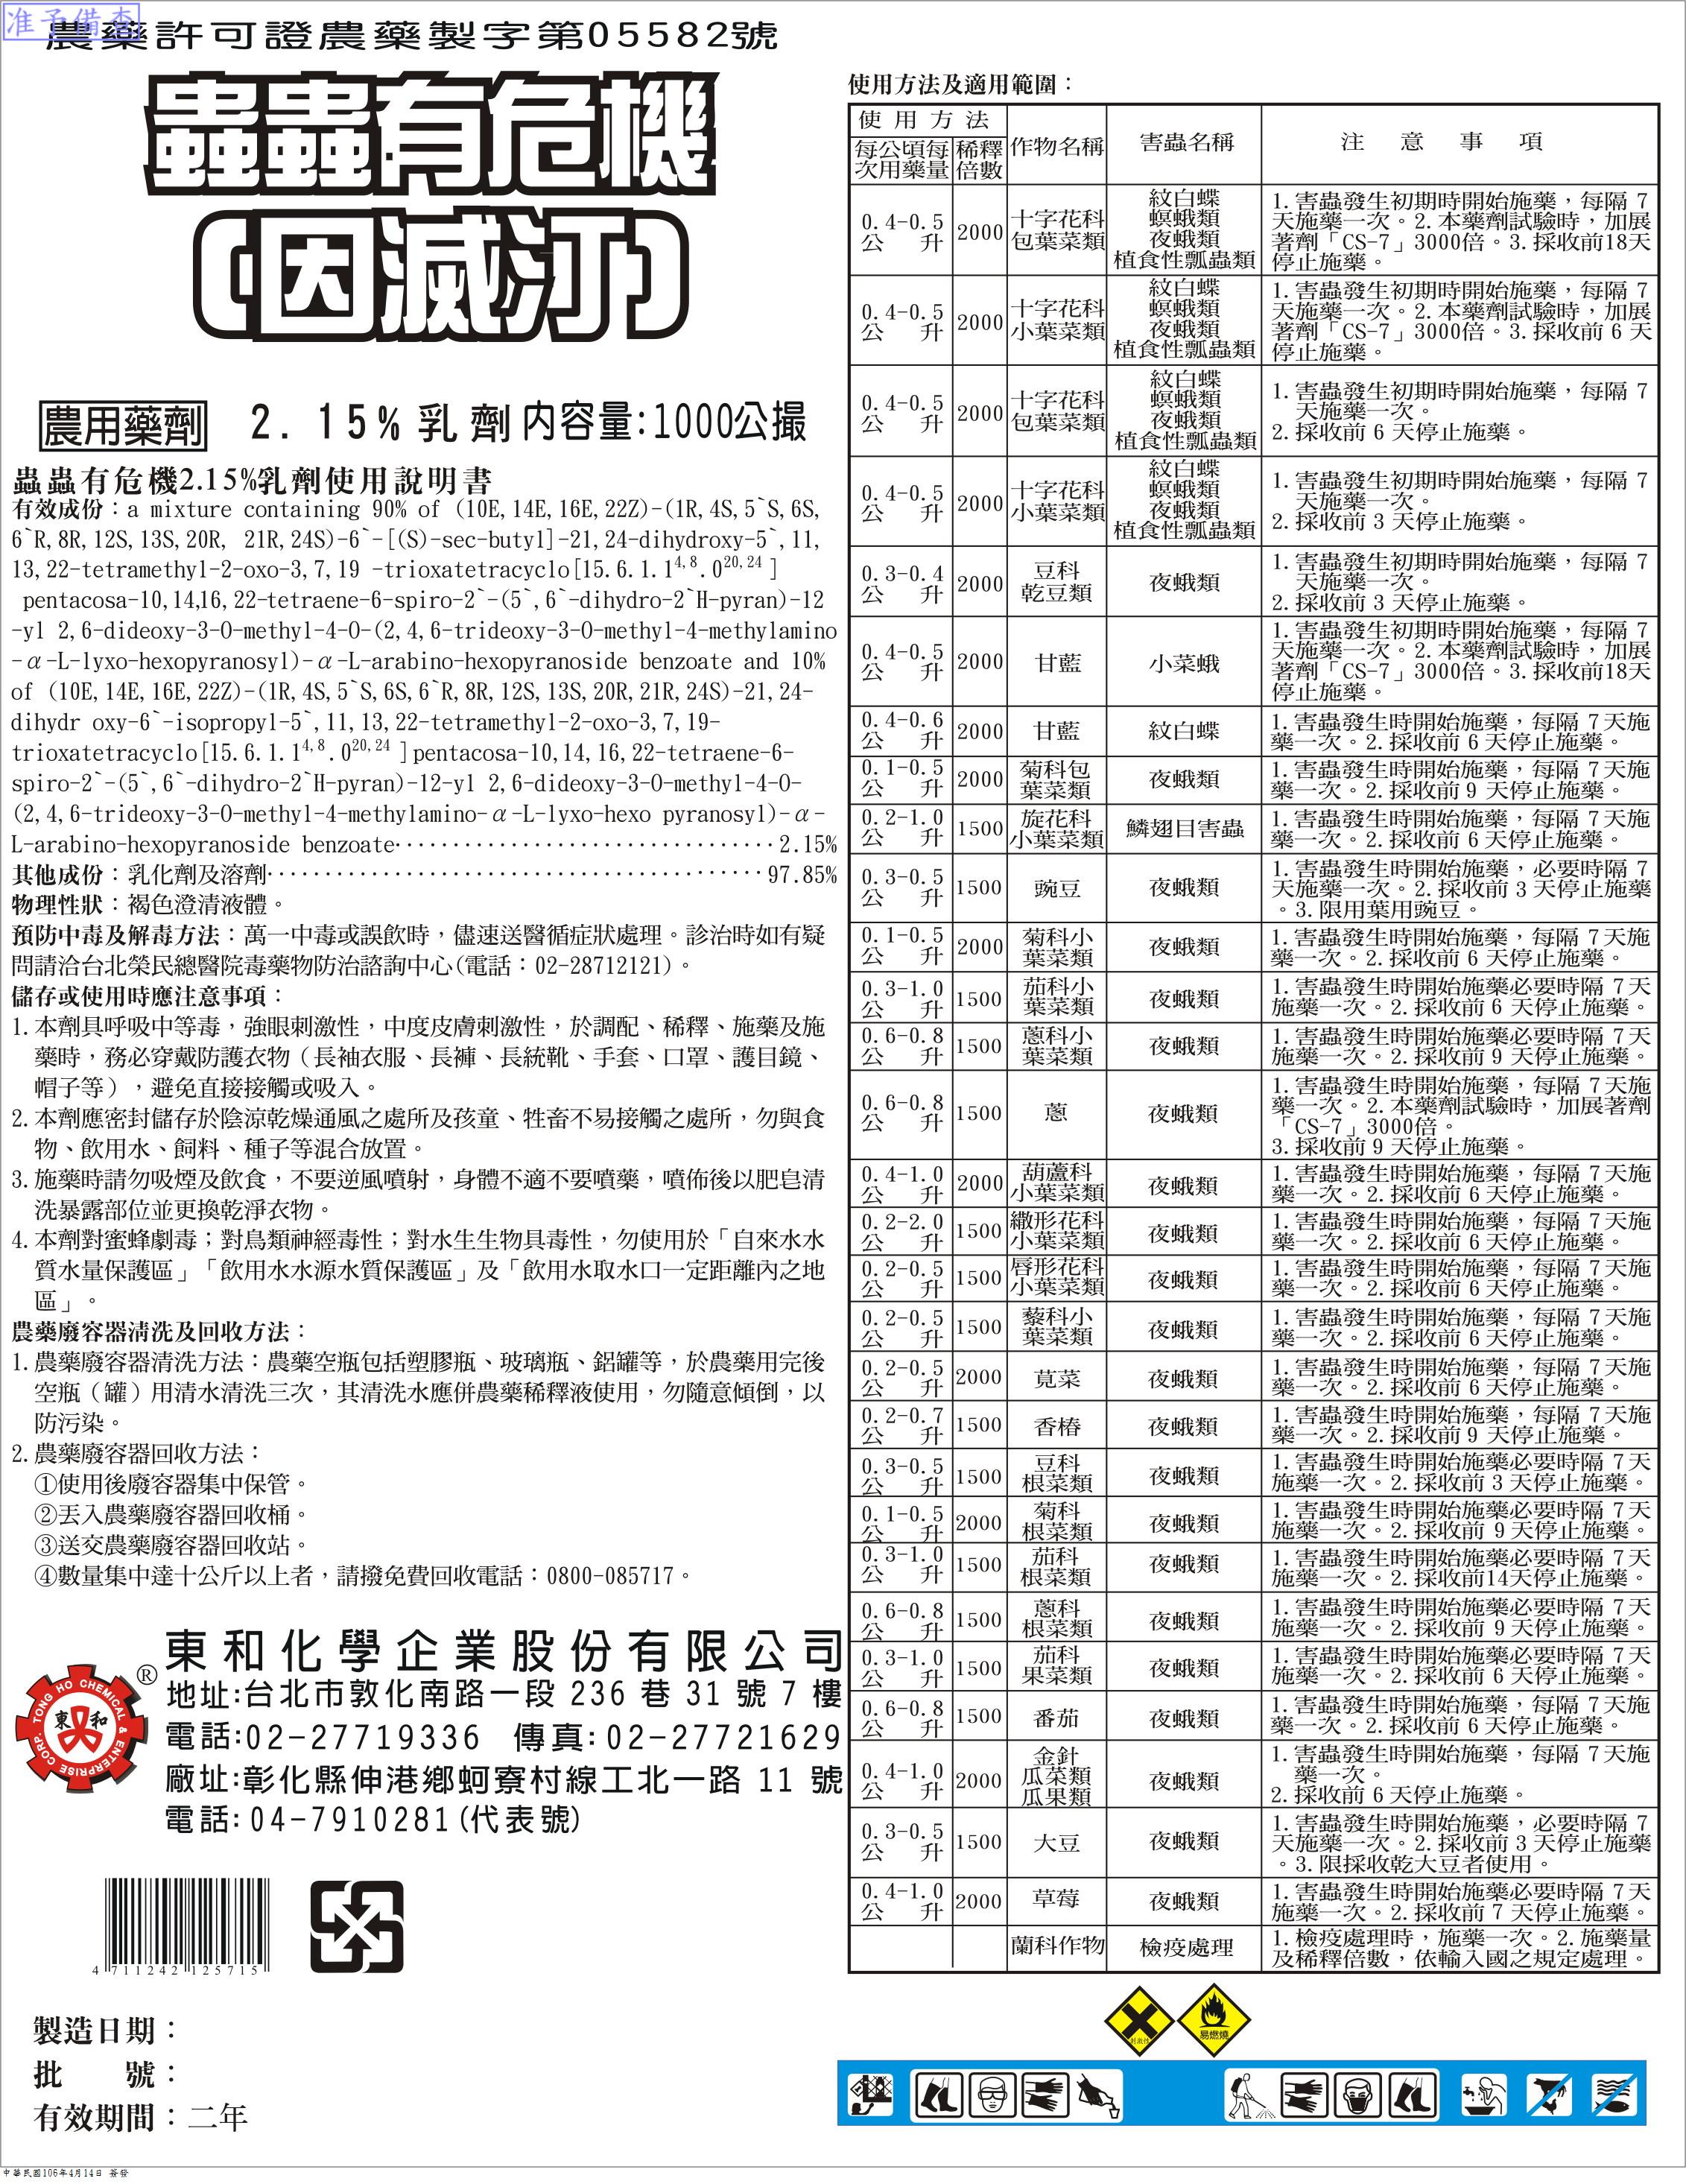 准予備查
農藥許可證農藥製字第05582號
蟲蟲有危機
(因滅汀)
農用藥劑 2.15%乳劑 內容量:1000公撮
蟲蟲有危機2.15%乳劑使用說明書
有效成份：a mixture containing 90% of (10E,14E,16E,22Z)-(1R,4S,5`S,6S,
6`R,8R,12S,13S,20R, 21R,24S)-6`-[(S)-sec-butyl]-21,24-dihydroxy-5`,11,
13,22-tetramethyl-2-oxo-3,7,19 -trioxatetracyclo[15.6.1.1⁴,⁸.0²⁰,²⁴]
pentacosa-10,14,16,22-tetraene-6-spiro-2`-(5`,6`-dihydro-2`H-pyran)-12
-yl 2,6-dideoxy-3-O-methyl-4-O-(2,4,6-trideoxy-3-O-methyl-4-methylamino
-α-L-lyxo-hexopyranosyl)-α-L-arabino-hexopyranoside benzoate and 10%
of (10E,14E,16E,22Z)-(1R,4S,5`S,6S,6`R,8R,12S,13S,20R,21R,24S)-21,24-
dihydr oxy-6`-isopropyl-5`,11,13,22-tetramethyl-2-oxo-3,7,19-
trioxatetracyclo[15.6.1.1⁴,⁸.0²⁰,²⁴]pentacosa-10,14,16,22-tetraene-6-
spiro-2`-(5`,6`-dihydro-2`H-pyran)-12-yl 2,6-dideoxy-3-O-methyl-4-O-
(2,4,6-trideoxy-3-O-methyl-4-methylamino-α-L-lyxo-hexo pyranosyl)-α-
L-arabino-hexopyranoside benzoate……2.15%
其他成份：乳化劑及溶劑……97.85%
物理性狀：褐色澄清液體。
預防中毒及解毒方法：萬一中毒或誤飲時，儘速送醫循症狀處理。診治時如有疑
問請洽台北榮民總醫院毒藥物防治諮詢中心(電話：02-28712121)。
儲存或使用時應注意事項：
1.本劑具呼吸中等毒，強眼刺激性，中度皮膚刺激性，於調配、稀釋、施藥及施
藥時，務必穿戴防護衣物（長袖衣服、長褲、長統靴、手套、口罩、護目鏡、
帽子等），避免直接接觸或吸入。
2.本劑應密封儲存於陰涼乾燥通風之處所及孩童、牲畜不易接觸之處所，勿與食
物、飲用水、飼料、種子等混合放置。
3.施藥時請勿吸煙及飲食，不要逆風噴射，身體不適不要噴藥，噴佈後以肥皂清
洗暴露部位並更換乾淨衣物。
4.本劑對蜜蜂劇毒；對鳥類神經毒性；對水生生物具毒性，勿使用於「自來水水
質水量保護區」「飲用水水源水質保護區」及「飲用水取水口一定距離內之地
區」。
農藥廢容器清洗及回收方法：
1.農藥廢容器清洗方法：農藥空瓶包括塑膠瓶、玻璃瓶、鋁罐等，於農藥用完後
空瓶（罐）用清水清洗三次，其清洗水應併農藥稀釋液使用，勿隨意傾倒，以
防污染。
2.農藥廢容器回收方法：
①使用後廢容器集中保管。
②丟入農藥廢容器回收桶。
③送交農藥廢容器回收站。
④數量集中達十公斤以上者，請撥免費回收電話：0800-085717。
TONG HO CHEMICAL & ENTERPRISE CORP.
東和
®
東和化學企業股份有限公司
地址:台北市敦化南路一段 236 巷 31 號 7 樓
電話:02-27719336 傳真:02-27721629
廠址:彰化縣伸港鄉蚵寮村線工北一路 11 號
電話:04-7910281(代表號)
4 711242 125715
製造日期：
批 號：
有效期間：二年
中華民國106年4月14日 簽發
使用方法及適用範圍：
使用方法 作物名稱 害蟲名稱 注意事項
每公頃每次用藥量 稀釋倍數
0.4-0.5公升 2000 十字花科包葉菜類 紋白蝶 螟蛾類 夜蛾類 植食性瓢蟲類 1.害蟲發生初期時開始施藥，每隔 7天施藥一次。2.本藥劑試驗時，加展著劑「CS-7」3000倍。3.採收前18天停止施藥。
0.4-0.5公升 2000 十字花科小葉菜類 紋白蝶 螟蛾類 夜蛾類 植食性瓢蟲類 1.害蟲發生初期時開始施藥，每隔 7天施藥一次。2.本藥劑試驗時，加展著劑「CS-7」3000倍。3.採收前 6 天停止施藥。
0.4-0.5公升 2000 十字花科包葉菜類 紋白蝶 螟蛾類 夜蛾類 植食性瓢蟲類 1.害蟲發生初期時開始施藥，每隔 7天施藥一次。2.採收前 6 天停止施藥。
0.4-0.5公升 2000 十字花科小葉菜類 紋白蝶 螟蛾類 夜蛾類 植食性瓢蟲類 1.害蟲發生初期時開始施藥，每隔 7天施藥一次。2.採收前 3 天停止施藥。
0.3-0.4公升 2000 豆科乾豆類 夜蛾類 1.害蟲發生初期時開始施藥，每隔 7天施藥一次。2.採收前 3 天停止施藥。
0.4-0.5公升 2000 甘藍 小菜蛾 1.害蟲發生初期時開始施藥，每隔 7天施藥一次。2.本藥劑試驗時，加展著劑「CS-7」3000倍。3.採收前18天停止施藥。
0.4-0.6公升 2000 甘藍 紋白蝶 1.害蟲發生時開始施藥，每隔 7天施藥一次。2.採收前 6 天停止施藥。
0.1-0.5公升 2000 菊科包葉菜類 夜蛾類 1.害蟲發生時開始施藥，每隔 7天施藥一次。2.採收前 9 天停止施藥。
0.2-1.0公升 1500 旋花科小葉菜類 鱗翅目害蟲 1.害蟲發生時開始施藥，每隔 7天施藥一次。2.採收前 6 天停止施藥。
0.3-0.5公升 1500 豌豆 夜蛾類 1.害蟲發生時開始施藥，必要時隔 7天施藥一次。2.採收前 3 天停止施藥。3.限用葉用豌豆。
0.1-0.5公升 2000 菊科小葉菜類 夜蛾類 1.害蟲發生時開始施藥，每隔 7天施藥一次。2.採收前 6 天停止施藥。
0.3-1.0公升 1500 茄科小葉菜類 夜蛾類 1.害蟲發生時開始施藥必要時隔 7天施藥一次。2.採收前 6 天停止施藥。
0.6-0.8公升 1500 蔥科小葉菜類 夜蛾類 1.害蟲發生時開始施藥必要時隔 7天施藥一次。2.採收前 9 天停止施藥。
0.6-0.8公升 1500 蔥 夜蛾類 1.害蟲發生時開始施藥，每隔 7天施藥一次。2.本藥劑試驗時，加展著劑「CS-7」3000倍。3.採收前 9 天停止施藥。
0.4-1.0公升 2000 葫蘆科小葉菜類 夜蛾類 1.害蟲發生時開始施藥，每隔 7天施藥一次。2.採收前 6 天停止施藥。
0.2-2.0公升 1500 繖形花科小葉菜類 夜蛾類 1.害蟲發生時開始施藥，每隔 7天施藥一次。2.採收前 6 天停止施藥。
0.2-0.5公升 1500 唇形花科小葉菜類 夜蛾類 1.害蟲發生時開始施藥，每隔 7天施藥一次。2.採收前 6 天停止施藥。
0.2-0.5公升 1500 藜科小葉菜類 夜蛾類 1.害蟲發生時開始施藥，每隔 7天施藥一次。2.採收前 6 天停止施藥。
0.2-0.5公升 2000 莧菜 夜蛾類 1.害蟲發生時開始施藥，每隔 7天施藥一次。2.採收前 6 天停止施藥。
0.2-0.7公升 1500 香椿 夜蛾類 1.害蟲發生時開始施藥，每隔 7天施藥一次。2.採收前 9 天停止施藥。
0.3-0.5公升 1500 豆科根菜類 夜蛾類 1.害蟲發生時開始施藥必要時隔 7天施藥一次。2.採收前 3 天停止施藥。
0.1-0.5公升 2000 菊科根菜類 夜蛾類 1.害蟲發生時開始施藥必要時隔 7天施藥一次。2.採收前 9 天停止施藥。
0.3-1.0公升 1500 茄科根菜類 夜蛾類 1.害蟲發生時開始施藥必要時隔 7天施藥一次。2.採收前14天停止施藥。
0.6-0.8公升 1500 蔥科根菜類 夜蛾類 1.害蟲發生時開始施藥必要時隔 7天施藥一次。2.採收前 9 天停止施藥。
0.3-1.0公升 1500 茄科果菜類 夜蛾類 1.害蟲發生時開始施藥必要時隔 7天施藥一次。2.採收前 6 天停止施藥。
0.6-0.8公升 1500 番茄 夜蛾類 1.害蟲發生時開始施藥，每隔 7天施藥一次。2.採收前 6 天停止施藥。
0.4-1.0公升 2000 金針 瓜菜類 瓜果類 夜蛾類 1.害蟲發生時開始施藥，每隔 7天施藥一次。2.採收前 6 天停止施藥。
0.3-0.5公升 1500 大豆 夜蛾類 1.害蟲發生時開始施藥，必要時隔 7天施藥一次。2.採收前 3 天停止施藥。3.限採收乾大豆者使用。
0.4-1.0公升 2000 草莓 夜蛾類 1.害蟲發生時開始施藥必要時隔 7天施藥一次。2.採收前 7 天停止施藥。
蘭科作物 檢疫處理 1.檢疫處理時，施藥一次。2.施藥量及稀釋倍數，依輸入國之規定處理。
刺激性
易燃燒